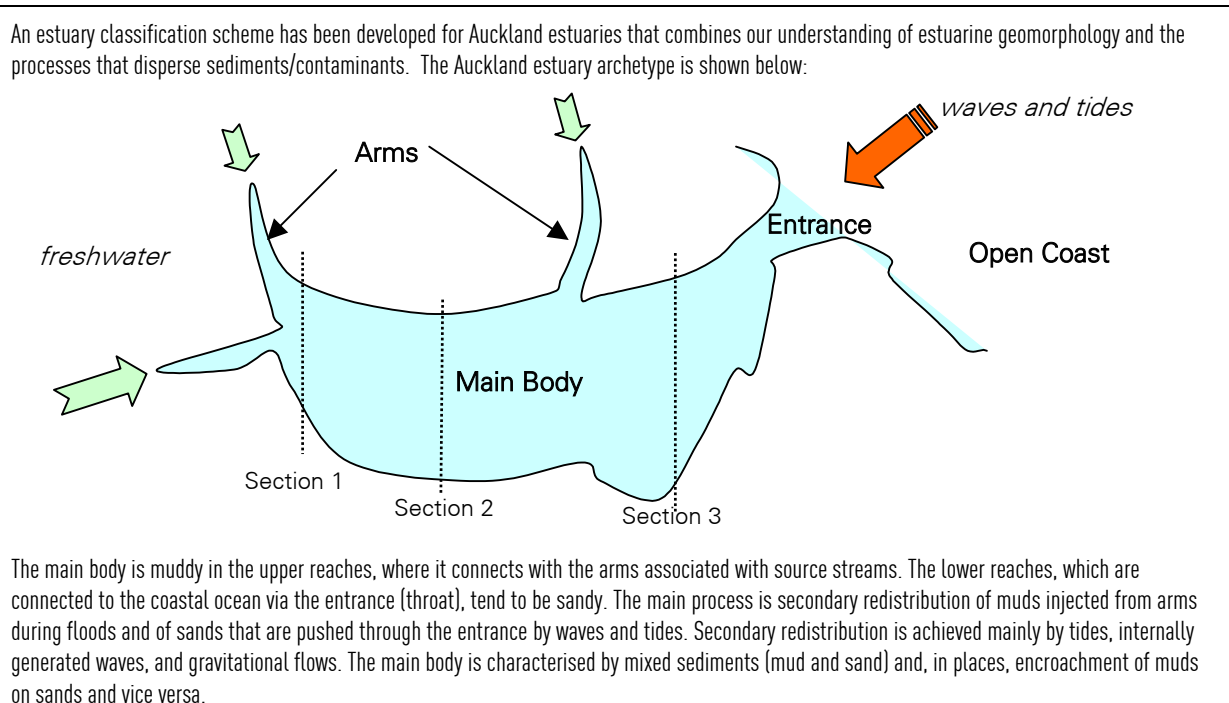 An estuary classification scheme has been developed for Auckland estuaries that combines our understanding of estuarine geomorphology and the
processes that disperse sediments/contaminants.  The Auckland estuary archetype is shown below:
waves and tides
Arms
Entrance
freshwater
Open Coast
Main Body
Section 1
Section 2
Section 3
The main body is muddy in the upper reaches, where it connects with the arms associated with source streams. The lower reaches, which are
connected to the coastal ocean via the entrance (throat), tend to be sandy. The main process is secondary redistribution of muds injected from arms
during floods and of sands that are pushed through the entrance by waves and tides. Secondary redistribution is achieved mainly by tides, internally
generated waves, and gravitational flows. The main body is characterised by mixed sediments (mud and sand) and, in places, encroachment of muds
on sands and vice versa.